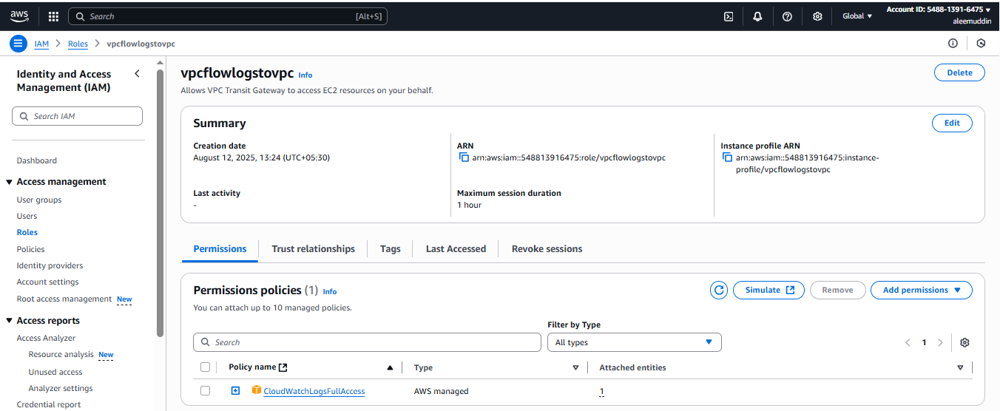 aws
Search [Alt+S]
Global
Account ID: 5488-1391-6475
aleemuddin
IAM > Roles > vpcflowlogstovpc
Identity and Access
Management (IAM)
Search IAM
Dashboard
Access management
User groups
Users
Roles
Policies
Identity providers
Account settings
Root access management New
Access reports
Access Analyzer
Resource analysis New
Unused access
Analyzer settings
Credential report
vpcflowlogstovpc Info
Delete
Allows VPC Transit Gateway to access EC2 resources on your behalf.
Summary
Edit
Creation date
August 12, 2025, 13:24 (UTC+05:30)
ARN
arn:aws:iam::548813916475:role/vpcflowlogstovpc
Instance profile ARN
arn:aws:iam::548813916475:instance-
profile/vpcflowlogstovpc
Last activity
-
Maximum session duration
1 hour
Permissions Trust relationships Tags Last Accessed Revoke sessions
Permissions policies (1) Info
Simulate Remove Add permissions
You can attach up to 10 managed policies.
Filter by Type
Search
All types
1
Policy name Type Attached entities
CloudWatchLogsFullAccess AWS managed 1